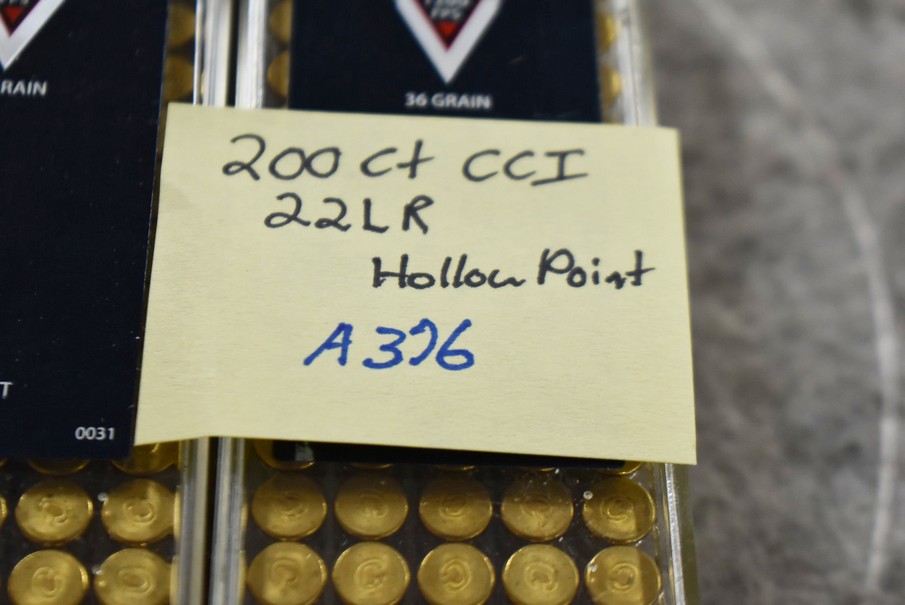 RAIN
36 GRAIN
200 Ct CCI
22LR
Hollow Point
A376
T
0031